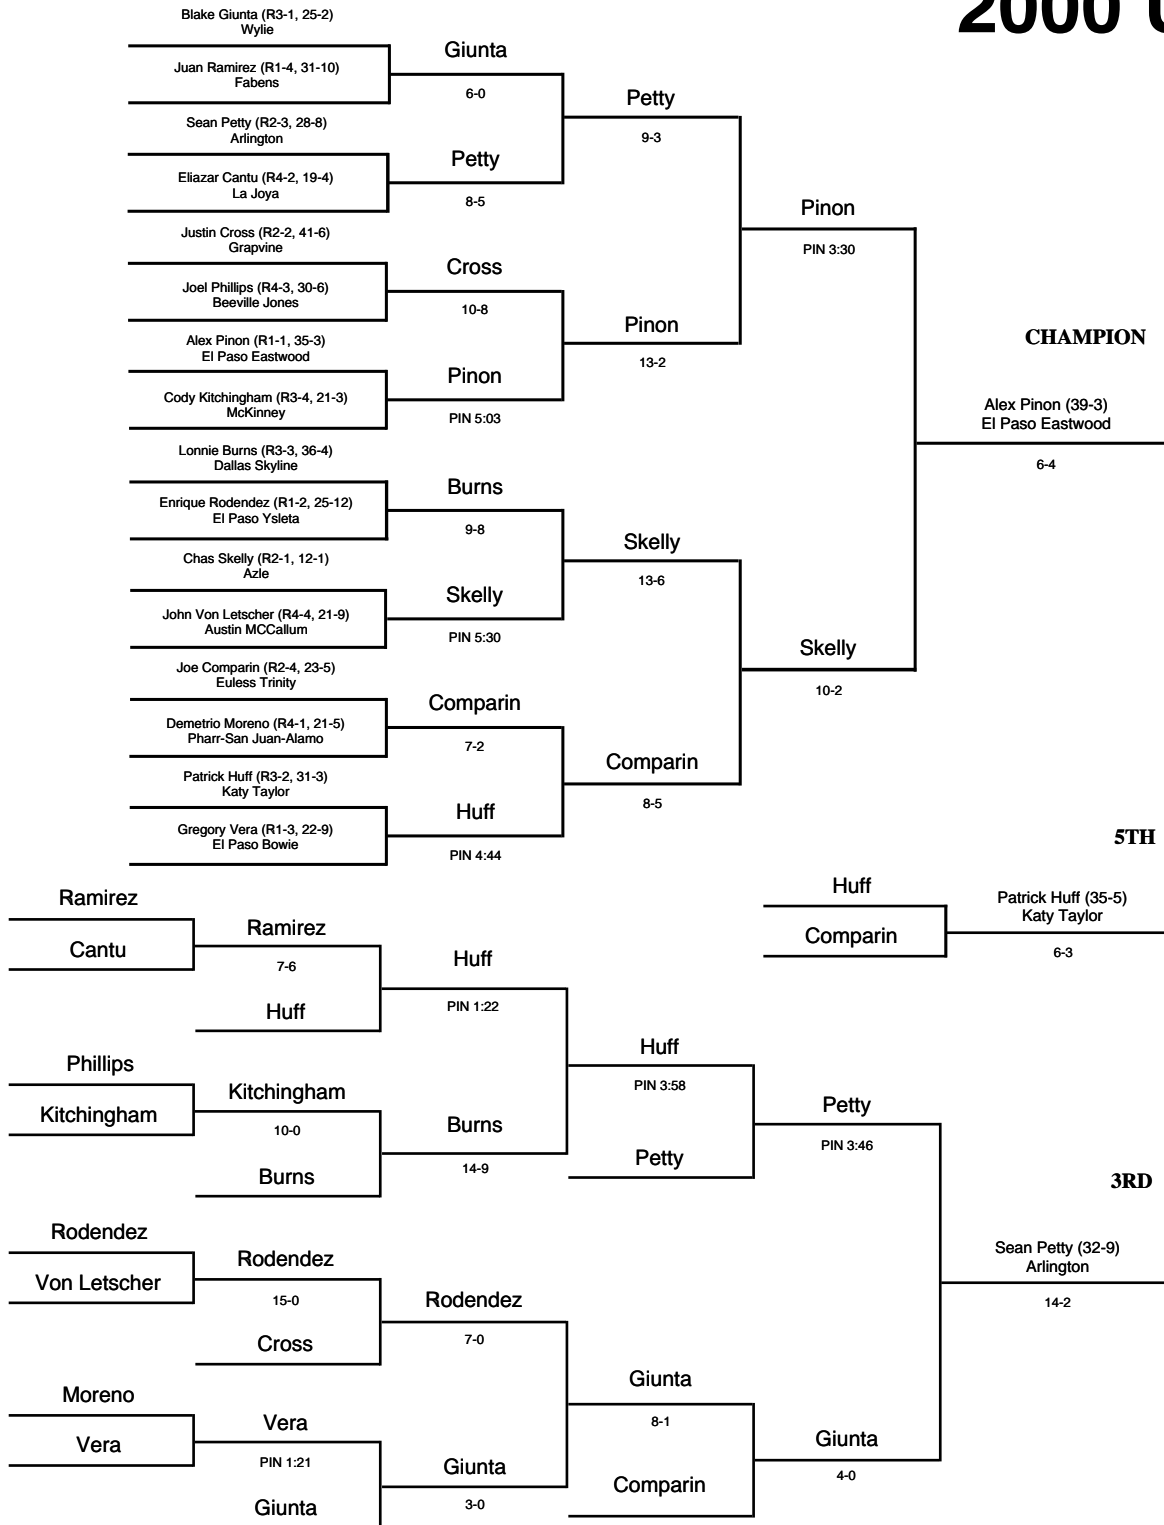 2000 U
Blake Giunta (R3-1, 25-2)
Wylie
Juan Ramirez (R1-4, 31-10)
Fabens
Giunta
6-0
Sean Petty (R2-3, 28-8)
Arlington
Eliazar Cantu (R4-2, 19-4)
La Joya
Petty
8-5
Petty
9-3
Justin Cross (R2-2, 41-6)
Grapvine
Joel Phillips (R4-3, 30-6)
Beeville Jones
Cross
10-8
Alex Pinon (R1-1, 35-3)
El Paso Eastwood
Cody Kitchingham (R3-4, 21-3)
McKinney
Pinon
PIN 5:03
Pinon
13-2
Pinon
PIN 3:30
Lonnie Burns (R3-3, 36-4)
Dallas Skyline
Enrique Rodendez (R1-2, 25-12)
El Paso Ysleta
Burns
9-8
Chas Skelly (R2-1, 12-1)
Azle
John Von Letscher (R4-4, 21-9)
Austin MCCallum
Skelly
PIN 5:30
Skelly
13-6
Joe Comparin (R2-4, 23-5)
Euless Trinity
Demetrio Moreno (R4-1, 21-5)
Pharr-San Juan-Alamo
Comparin
7-2
Patrick Huff (R3-2, 31-3)
Katy Taylor
Gregory Vera (R1-3, 22-9)
El Paso Bowie
Huff
PIN 4:44
Comparin
8-5
Skelly
10-2
CHAMPION
Alex Pinon (39-3)
El Paso Eastwood
6-4
5TH
Huff
Comparin
Patrick Huff (35-5)
Katy Taylor
6-3
Ramirez
Cantu
Ramirez
7-6
Huff
Huff
PIN 1:22
Phillips
Kitchingham
Kitchingham
10-0
Burns
Burns
14-9
Huff
PIN 3:58
Petty
Petty
PIN 3:46
Rodendez
Von Letscher
Rodendez
15-0
Cross
Rodendez
7-0
Moreno
Vera
Vera
PIN 1:21
Giunta
Giunta
3-0
Giunta
8-1
Comparin
Giunta
4-0
3RD
Sean Petty (32-9)
Arlington
14-2